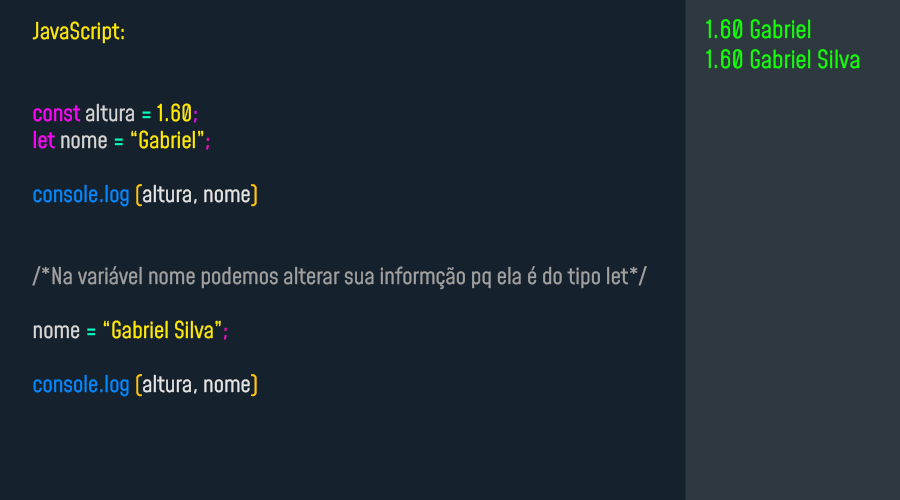 JavaScript:
const altura = 1.60;
let nome = “Gabriel”;
console.log (altura, nome)
/*Na variável nome podemos alterar sua informção pq ela é do tipo let*/
nome = “Gabriel Silva”;
console.log (altura, nome)
1.60 Gabriel
1.60 Gabriel Silva